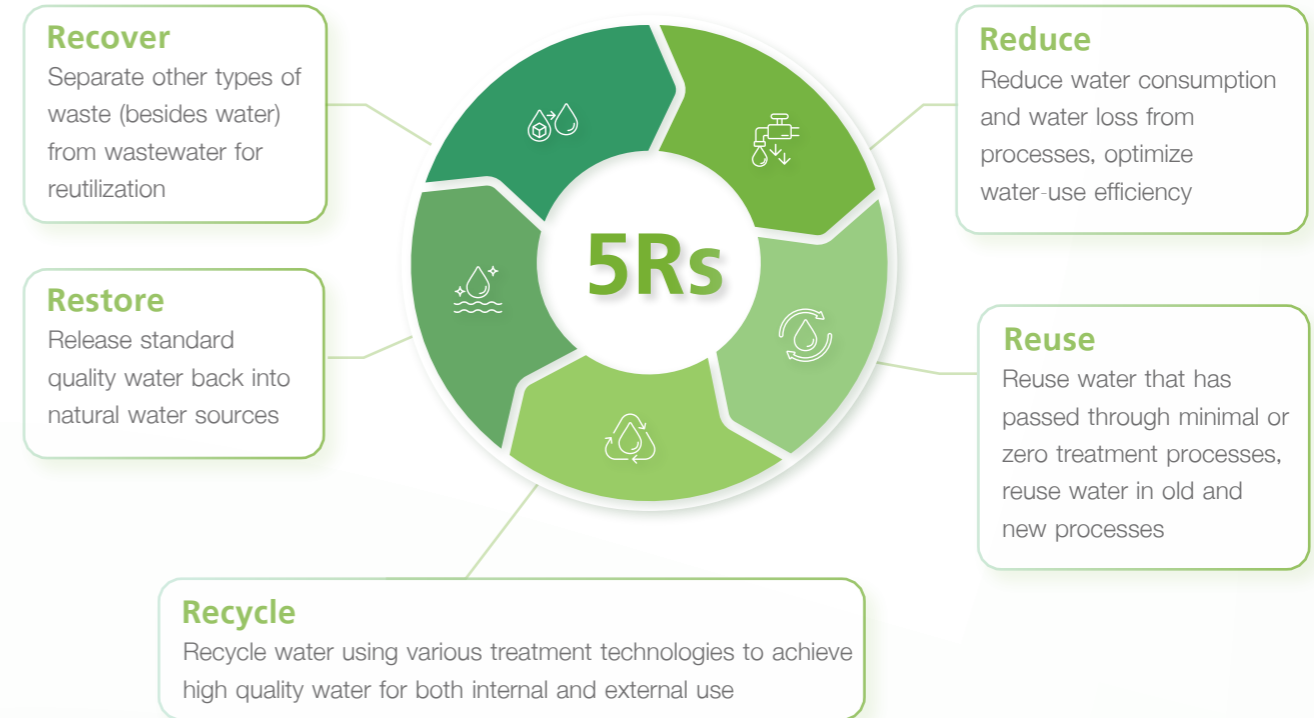 Recover
Separate other types of
waste (besides water)
from wastewater for
reutilization
Restore
Release standard
quality water back into
natural water sources
5Rs
Reduce
Reduce water consumption
and water loss from
processes, optimize
water-use efficiency
Reuse
Reuse water that has
passed through minimal or
zero treatment processes,
reuse water in old and
new processes
Recycle
Recycle water using various treatment technologies to achieve
high quality water for both internal and external use